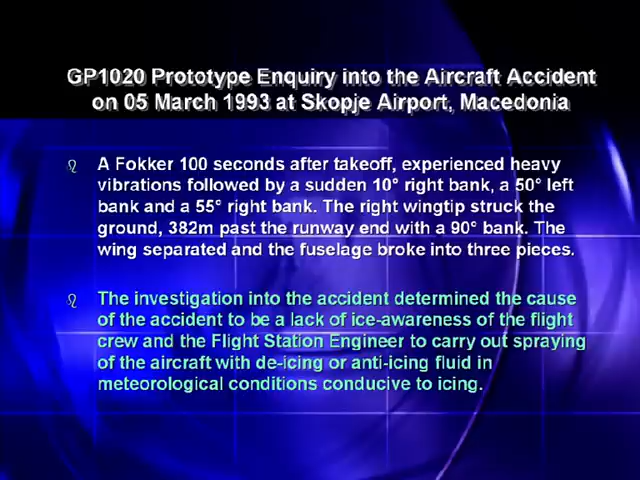 GP1020 Prototype Enquiry into the Aircraft Accident
on 05 March 1993 at Skopje Airport, Macedonia
A Fokker 100 seconds after takeoff, experienced heavy
vibrations followed by a sudden 10° right bank, a 50° left
bank and a 55° right bank. The right wingtip struck the
ground, 382m past the runway end with a 90° bank. The
wing separated and the fuselage broke into three pieces.
The investigation into the accident determined the cause
of the accident to be a lack of ice-awareness of the flight
crew and the Flight Station Engineer to carry out spraying
of the aircraft with de-icing or anti-icing fluid in
meteorological conditions conducive to icing.